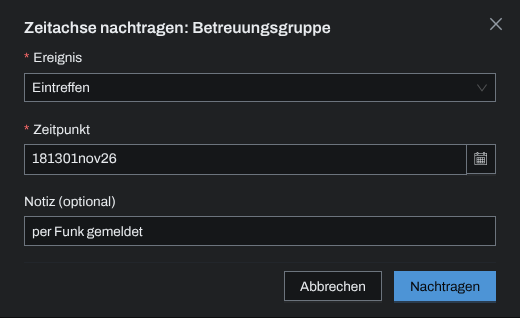 Zeitachse nachtragen: Betreuungsgruppe
* Ereignis
Eintreffen
* Zeitpunkt
181301nov26
Notiz (optional)
per Funk gemeldet
Abbrechen
Nachtragen